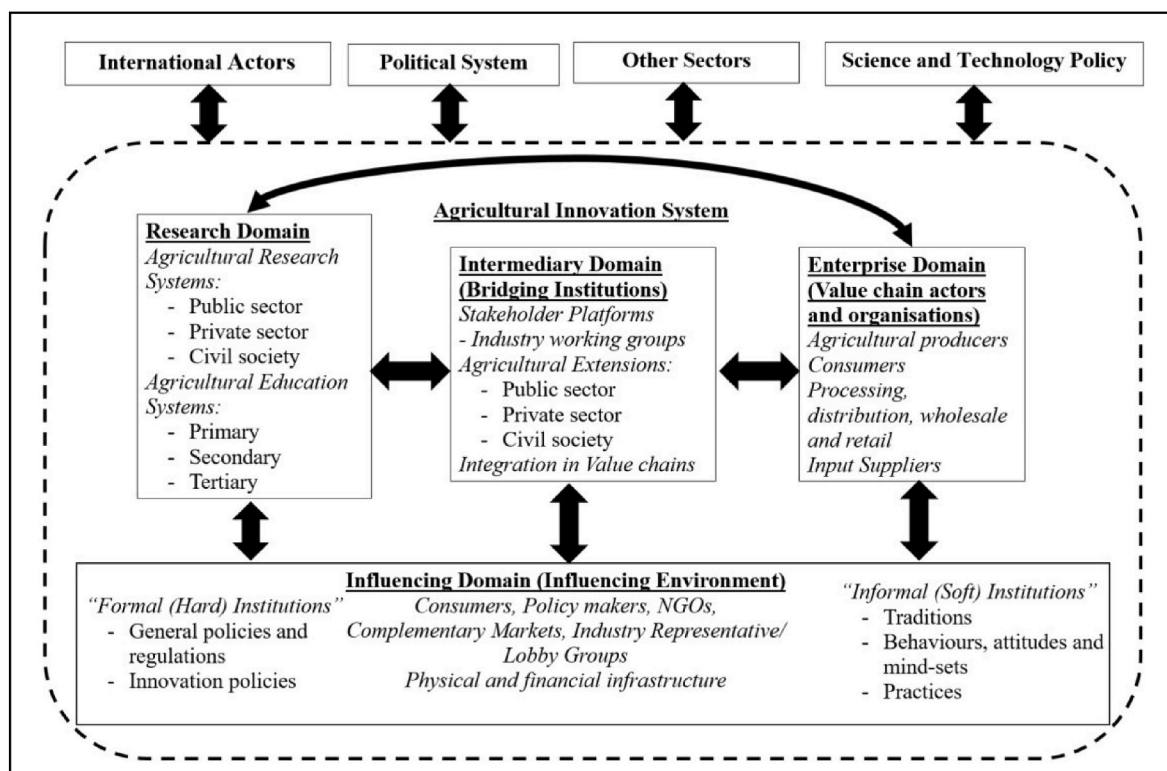 International Actors
Political System
Other Sectors
Science and Technology Policy
Agricultural Innovation System
Research Domain
Agricultural Research
Systems:
- Public sector
- Private sector
- Civil society
Agricultural Education
Systems:
- Primary
- Secondary
- Tertiary
Intermediary Domain
(Bridging Institutions)
Stakeholder Platforms
- Industry working groups
Agricultural Extensions:
- Public sector
- Private sector
- Civil society
Integration in Value chains
Enterprise Domain
(Value chain actors
and organisations)
Agricultural producers
Consumers
Processing,
distribution, wholesale
and retail
Input Suppliers
Influencing Domain (Influencing Environment)
“Formal (Hard) Institutions”
- General policies and
regulations
- Innovation policies
Consumers, Policy makers, NGOs,
Complementary Markets, Industry Representative/
Lobby Groups
Physical and financial infrastructure
“Informal (Soft) Institutions”
- Traditions
- Behaviours, attitudes and
mind-sets
- Practices